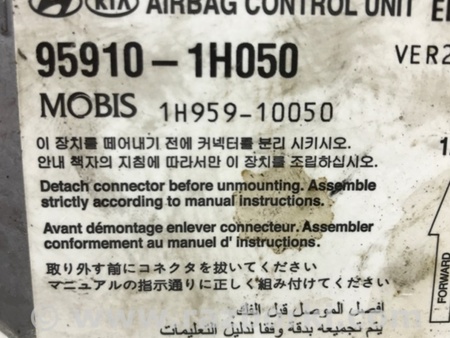 KIA AIRBAG CONTROL UNIT
95910-1H050 VER2
MOBIS 1H959-10050
이 장치를 떼어내기 전에 커넥터를 분리 시키시오.
안내 책자의 지침에 따라서만 이 장치를 조립하십시오.
Detach connector before unmounting. Assemble
strictly according to manual instructions.
Avant démontage enlever connecteur. Assembler
conformement au manuel d' instructions.
取り外す前にコネクタを抜いてください
マニュアルの指示通りに正しく組み付けてください
إفصل الموصل قبل الفك
يتم تجميعه بدقة وفقا لدليل التعليمات
FORWARD